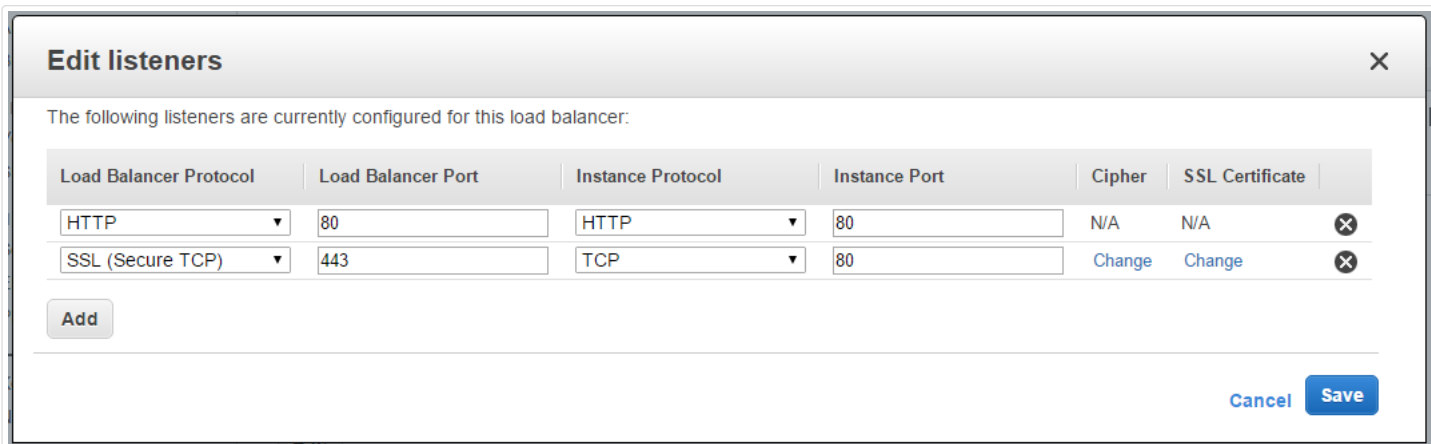 Edit listeners
The following listeners are currently configured for this load balancer:
Load Balancer Protocol Load Balancer Port Instance Protocol Instance Port Cipher SSL Certificate
HTTP 80 HTTP 80 N/A N/A
SSL (Secure TCP) 443 TCP 80 Change Change
Add
Cancel Save